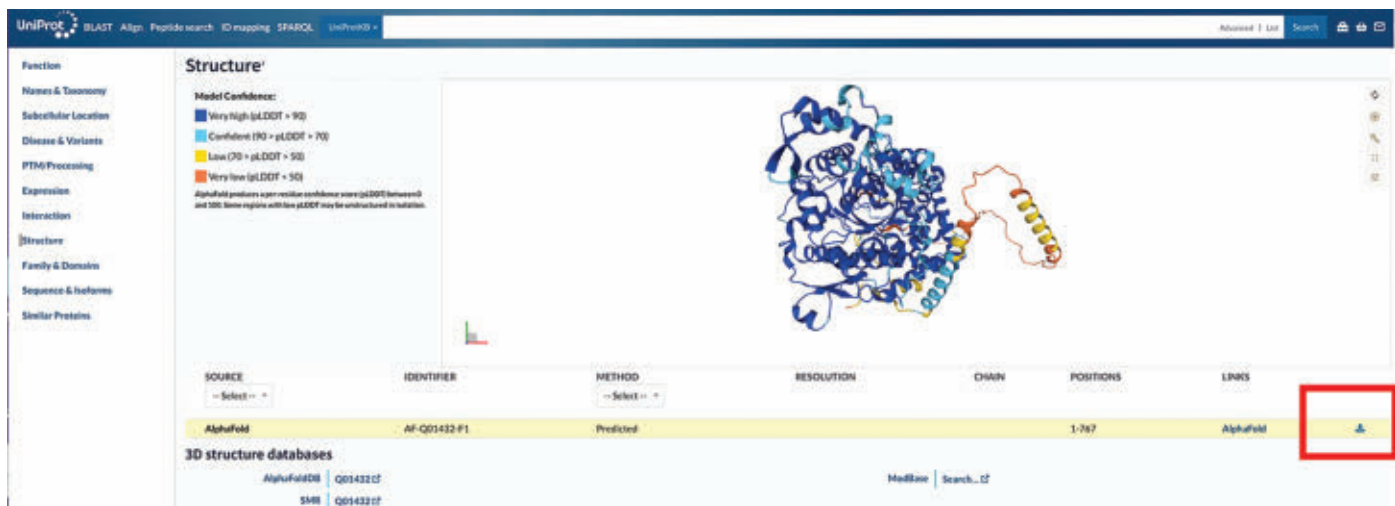 UniProt BLAST Align Peptide search ID mapping SPARQL UniProtKB Advanced | List Search
Function
Names & Taxonomy
Subcellular Location
Disease & Variants
PTM/Processing
Expression
Interaction
Structure
Family & Domains
Sequence & Isoforms
Similar Proteins
Structure
Model Confidence:
Very high (pLDDT > 90)
Confident (90 > pLDDT > 70)
Low (70 > pLDDT > 50)
Very low (pLDDT < 50)
AlphaFold produces a per-residue confidence score (pLDDT) between 0
and 100. Some regions with low pLDDT may be unstructured in isolation.
SOURCE IDENTIFIER METHOD RESOLUTION CHAIN POSITIONS LINKS
-- Select -- -- Select --
AlphaFold AF-Q01432-F1 Predicted 1-767 AlphaFold
3D structure databases
AlphaFoldDB Q01432 ModBase Search...
SMR Q01432